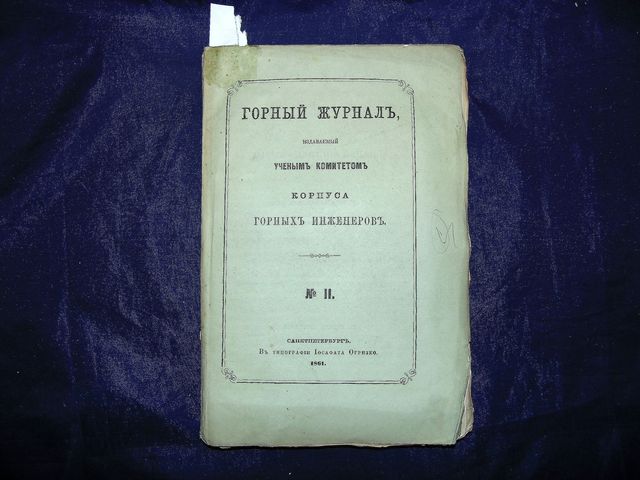 ГОРНЫЙ ЖУРНАЛЪ,
ИЗДАВАЕМЫЙ
УЧЕНЫМЪ КОМИТЕТОМЪ
КОРПУСА
ГОРНЫХЪ ИНЖЕНЕРОВЪ.
№ II.
САНКТПЕТЕРБУРГЪ.
Въ типографіи Іосафата Огризко.
1861.